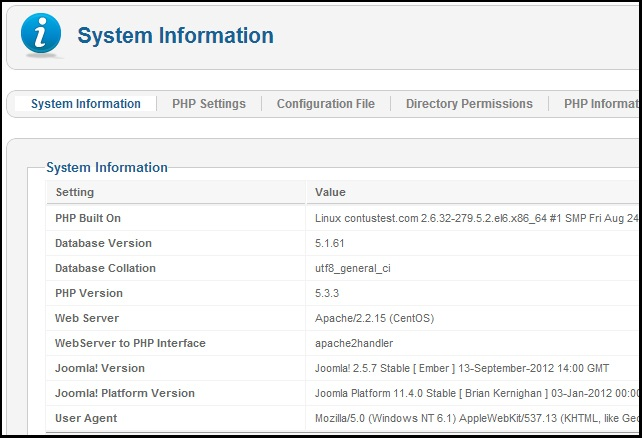 System Information
System Information PHP Settings Configuration File Directory Permissions PHP Informat
System Information
Setting Value
PHP Built On Linux contustest.com 2.6.32-279.5.2.el6.x86_64 #1 SMP Fri Aug 24
Database Version 5.1.61
Database Collation utf8_general_ci
PHP Version 5.3.3
Web Server Apache/2.2.15 (CentOS)
WebServer to PHP Interface apache2handler
Joomla! Version Joomla! 2.5.7 Stable [ Ember ] 13-September-2012 14:00 GMT
Joomla! Platform Version Joomla Platform 11.4.0 Stable [ Brian Kernighan ] 03-Jan-2012 00:00
User Agent Mozilla/5.0 (Windows NT 6.1) AppleWebKit/537.13 (KHTML, like Gec